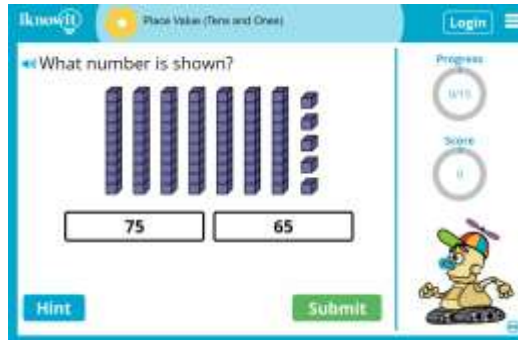 iknowit
Place Value (Tens and Ones)
Login
What number is shown?
Progress
0/15
Score
0
75
65
Hint
Submit